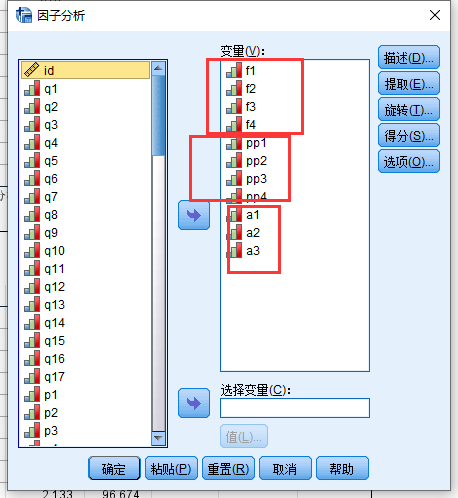 因子分析
变量(V):
id
q1
q2
q3
q4
q5
q6
q7
q8
q9
q10
q11
q12
q13
q14
q15
q16
q17
p1
p2
p3
f1
f2
f3
f4
pp1
pp2
pp3
pp4
a1
a2
a3
描述(D)...
提取(E)...
旋转(T)...
得分(S)...
选项(O)...
选择变量(C):
值(L)...
确定 粘贴(P) 重置(R) 取消 帮助
2.133 96.674